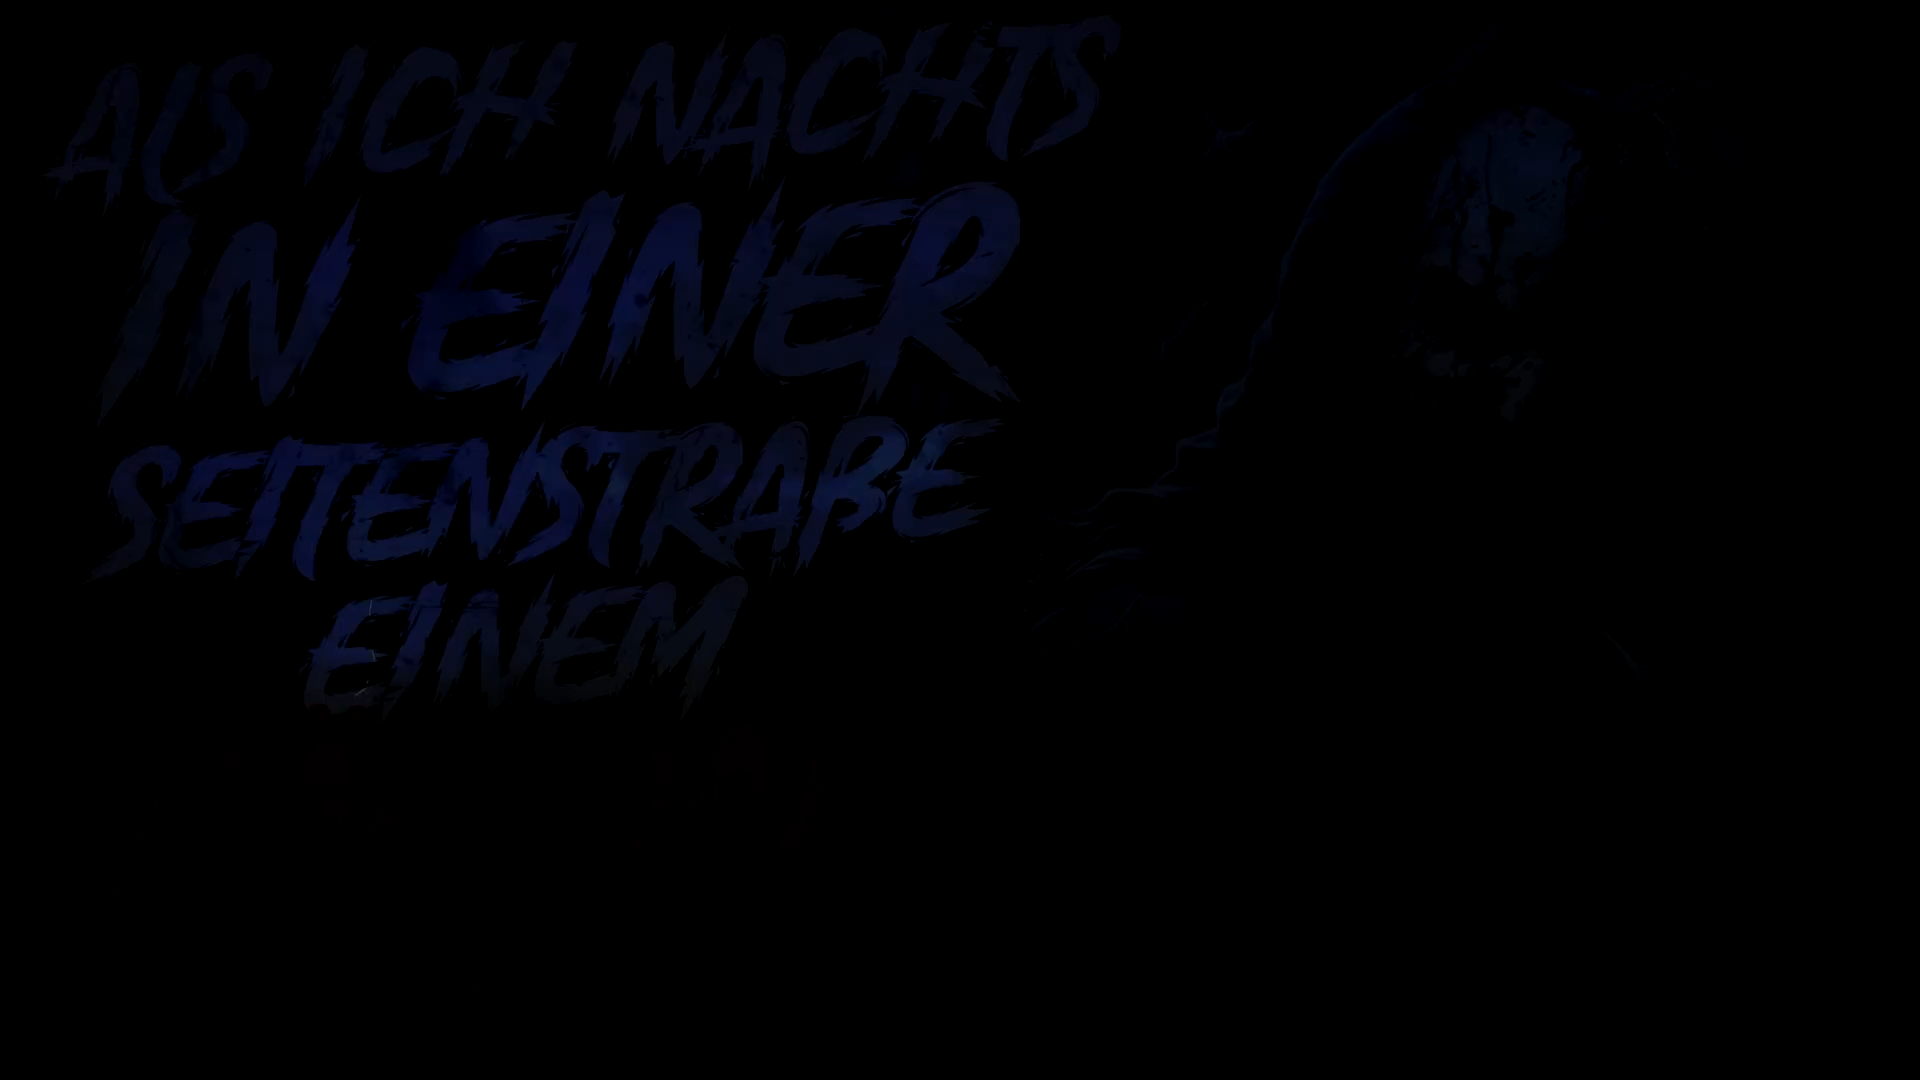 ALS ICH NACHTS
IN EINER
SEITENSTRAßE
EINEM